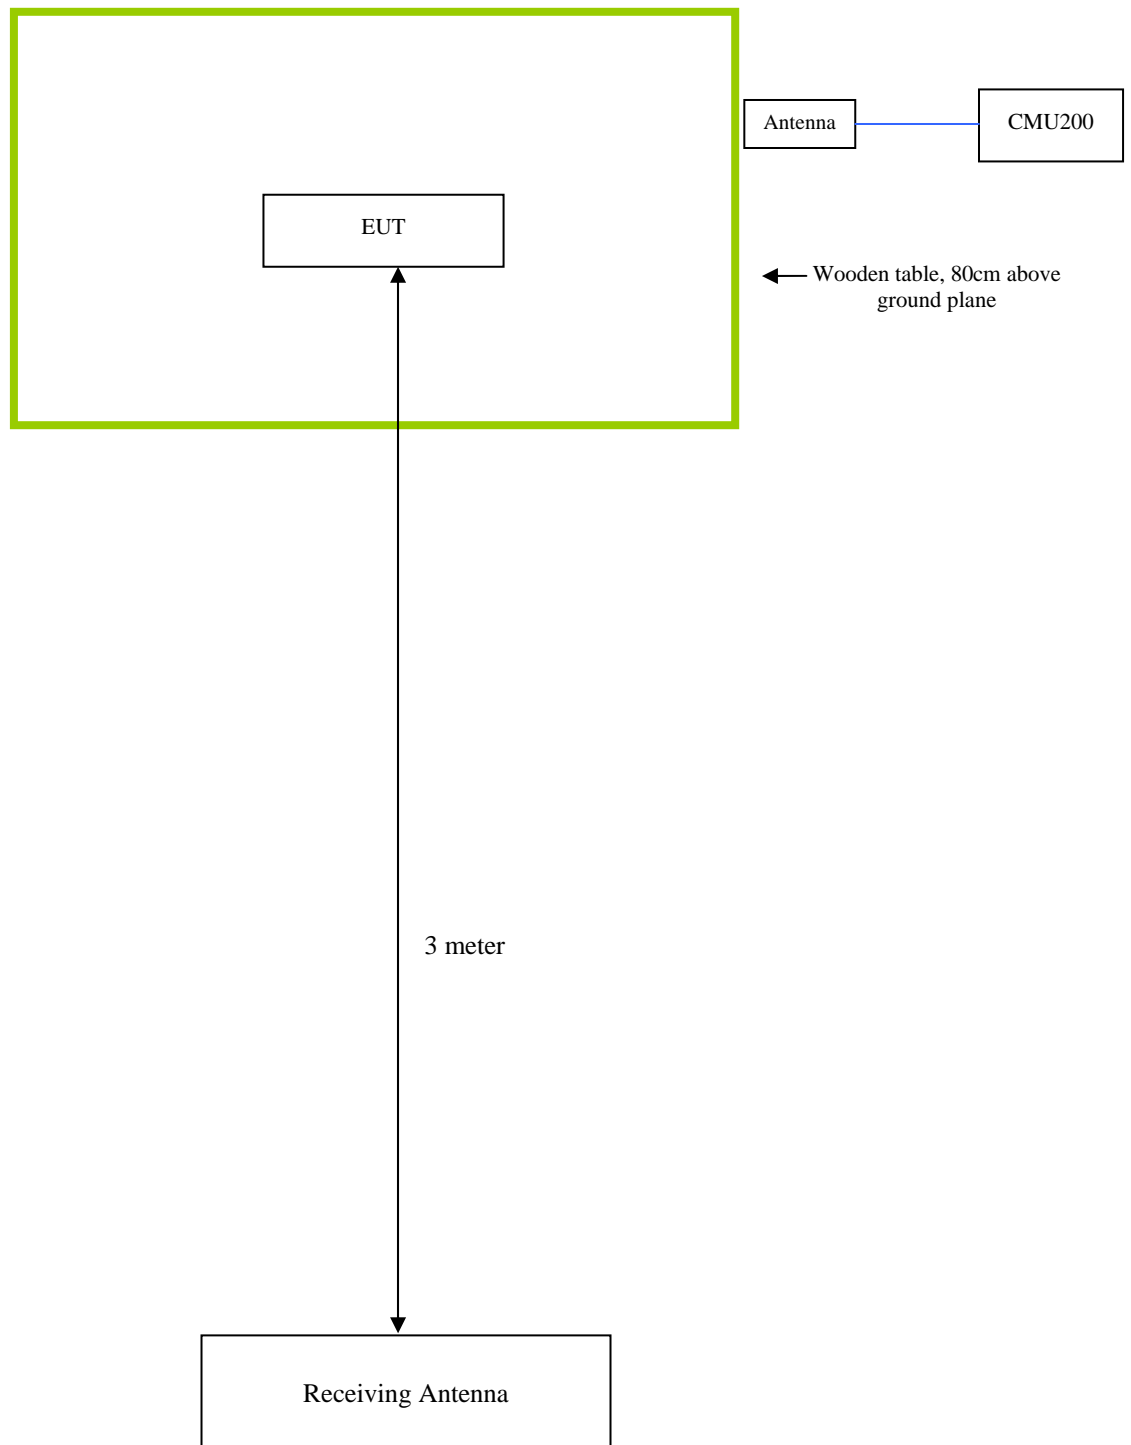 Antenna
CMU200
EUT
Wooden table, 80cm above
ground plane
3 meter
Receiving Antenna